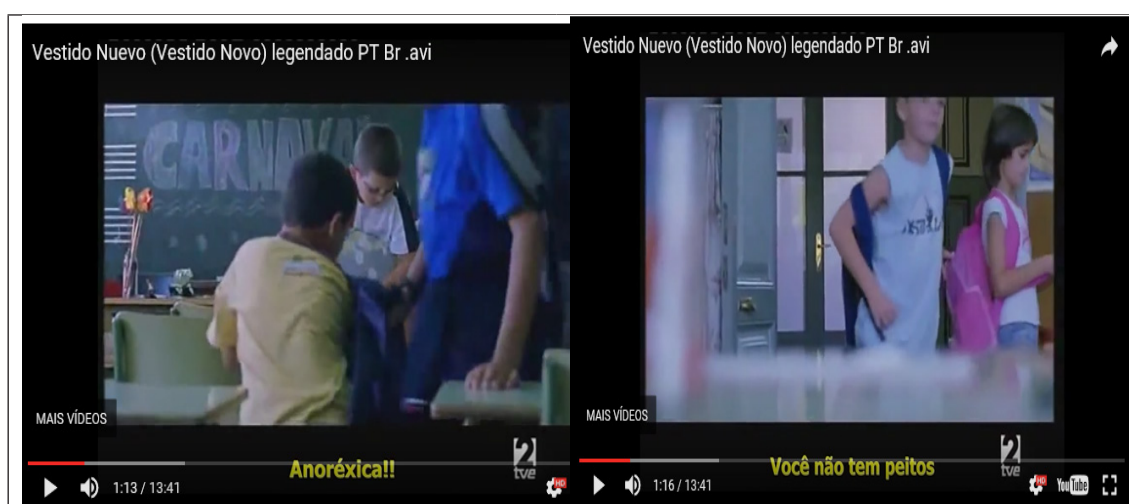 Vestido Nuevo (Vestido Novo) legendado PT Br .avi
CARNAVAL
MAIS VÍDEOS
Anoréxica!!
2
tve
1:13 / 13:41
HD
Vestido Nuevo (Vestido Novo) legendado PT Br .avi
MAIS VÍDEOS
Você não tem peitos
2
tve
1:16 / 13:41
HD
YouTube